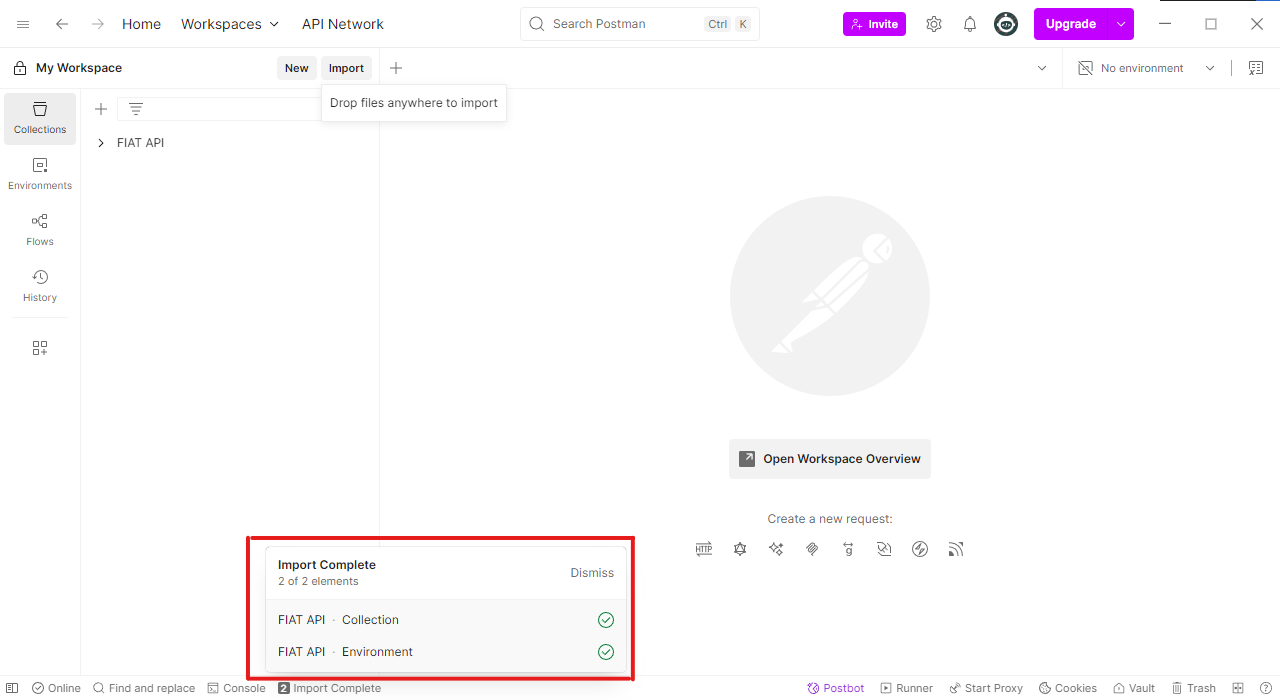 Home
Workspaces
API Network
Search Postman
Ctrl K
Invite
Upgrade
My Workspace
New
Import
No environment
Drop files anywhere to import
Collections
FIAT API
Environments
Flows
History
Open Workspace Overview
Create a new request:
HTTP
g
Import Complete
2 of 2 elements
Dismiss
FIAT API · Collection
FIAT API · Environment
Online
Find and replace
Console
2 Import Complete
Postbot
Runner
Start Proxy
Cookies
Vault
Trash